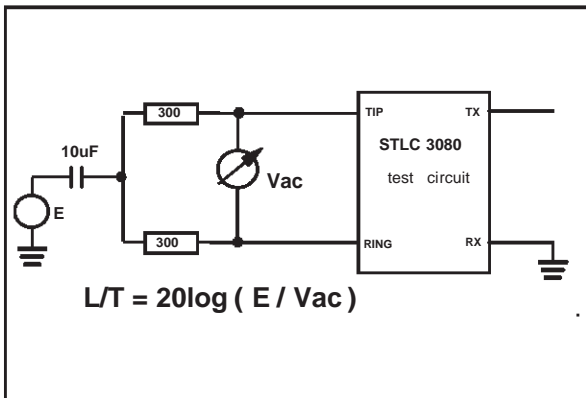 300
TIP
TX
10uF
STLC 3080
test circuit
Vac
E
300
RING
RX
L/T = 20log ( E / Vac )
.